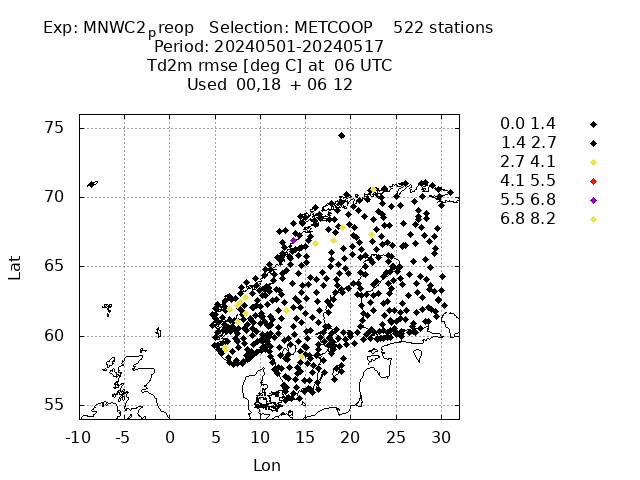 Exp: MNWC2preop   Selection: METCOOP    522 stations
Period: 20240501-20240517
Td2m rmse [deg C] at  06 UTC
Used  00,18  + 06 12
0.0 1.4
1.4 2.7
2.7 4.1
4.1 5.5
5.5 6.8
6.8 8.2
75
70
65
60
55
Lat
-10 -5 0 5 10 15 20 25 30
Lon